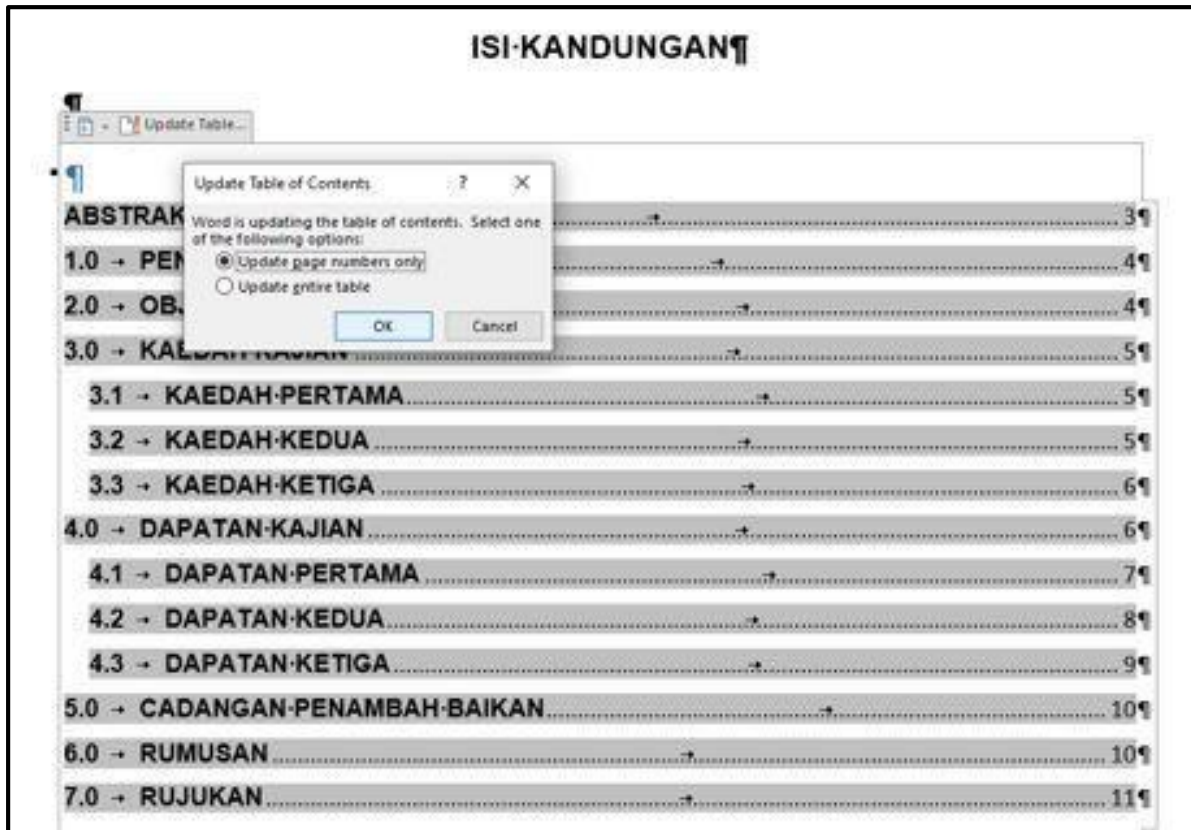 ISI·KANDUNGAN¶
¶
Update Table...
¶
Update Table of Contents ? ×
Word is updating the table of contents. Select one
of the following options:
Update page numbers only
Update entire table
OK Cancel
ABSTRAK → 3¶
1.0 → → 4¶
2.0 → → 4¶
3.0 → KAEDAH·KAJIAN → 5¶
3.1 → KAEDAH·PERTAMA → 5¶
3.2 → KAEDAH·KEDUA → 5¶
3.3 → KAEDAH·KETIGA → 6¶
4.0 → DAPATAN·KAJIAN → 6¶
4.1 → DAPATAN·PERTAMA → 7¶
4.2 → DAPATAN·KEDUA → 8¶
4.3 → DAPATAN·KETIGA → 9¶
5.0 → CADANGAN·PENAMBAH·BAIKAN → 10¶
6.0 → RUMUSAN → 10¶
7.0 → RUJUKAN → 11¶